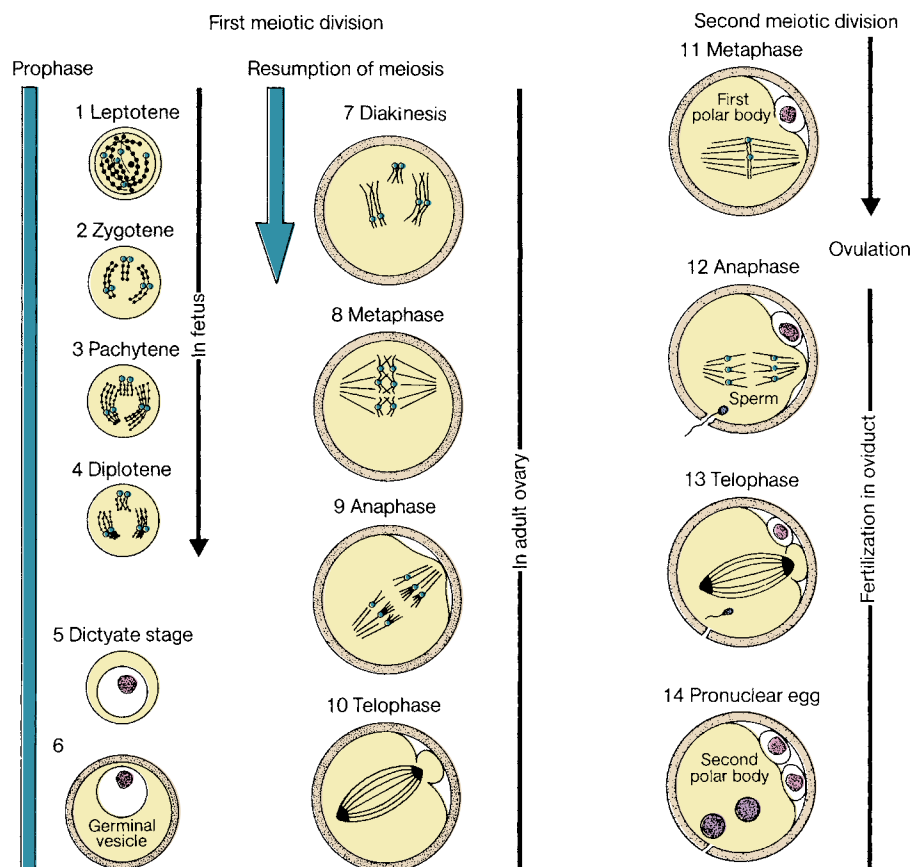 First meiotic division
Prophase
1 Leptotene
2 Zygotene
3 Pachytene
4 Diplotene
In fetus
5 Dictyate stage
6
Germinal
vesicle
Resumption of meiosis
7 Diakinesis
8 Metaphase
9 Anaphase
10 Telophase
In adult ovary
Second meiotic division
11 Metaphase
First
polar body
Ovulation
12 Anaphase
Sperm
13 Telophase
14 Pronuclear egg
Second
polar body
Fertilization in oviduct